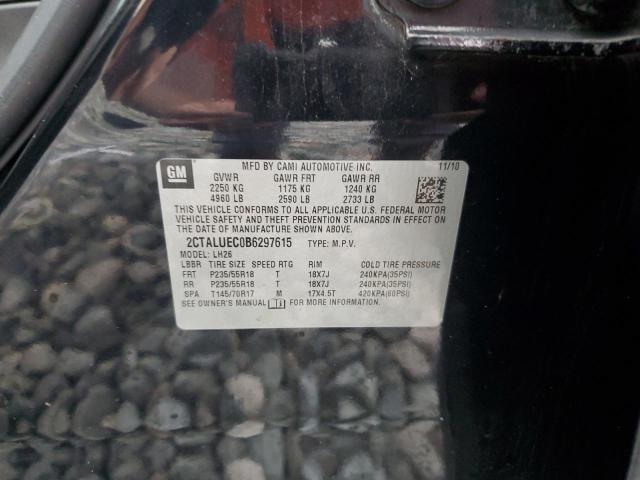 GM
MFD BY CAMI AUTOMOTIVE INC. 11/10
GVWR GAWR FRT GAWR RR
2250 KG 1175 KG 1240 KG
4960 LB 2590 LB 2733 LB
THIS VEHICLE CONFORMS TO ALL APPLICABLE U.S. FEDERAL MOTOR
VEHICLE SAFETY AND THEFT PREVENTION STANDARDS IN EFFECT ON
THE DATE OF MANUFACTURE SHOWN ABOVE.
2CTALUEC0B6297615 TYPE: M.P.V.
MODEL: LH26
LBBR TIRE SIZE SPEED RTG RIM COLD TIRE PRESSURE
FRT P235/55R18 T 18X7J 240KPA(35PSI)
RR P235/55R18 T 18X7J 240KPA(35PSI)
SPA T145/70R17 M 17X4.5T 420KPA(60PSI)
SEE OWNER'S MANUAL i FOR MORE INFORMATION.